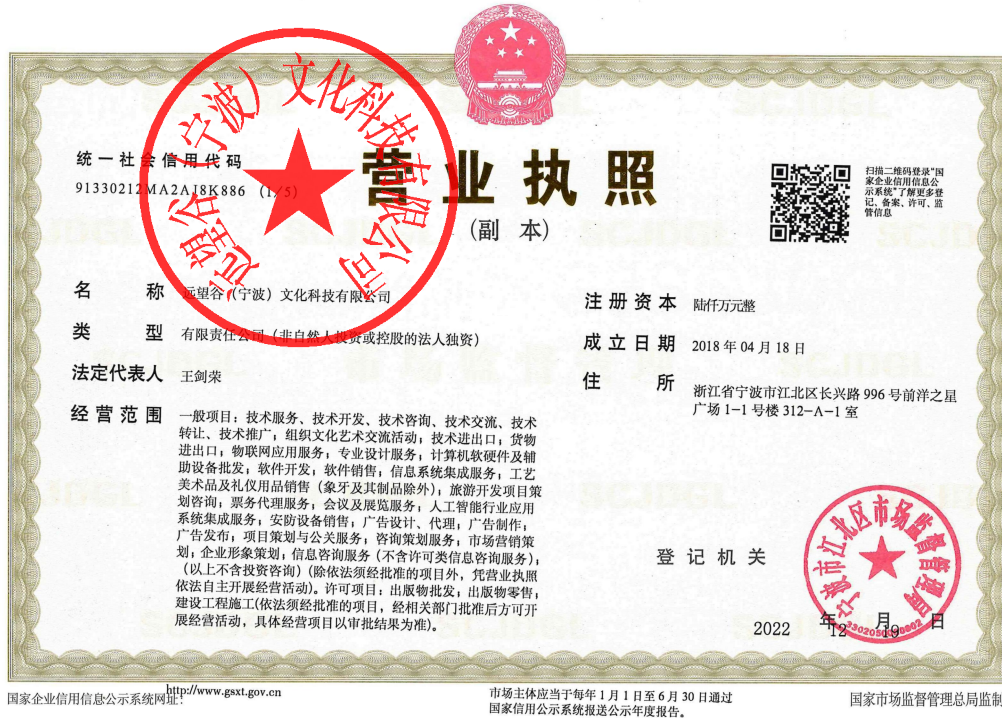 统一社会信用代码
91330212MA2AJ8K886 (1/5)
营业执照
(副 本)
扫描二维码登录"国
家企业信用信息公
示系统"了解更多登
记、备案、许可、监
管信息
远望谷（宁波）文化科技有限公司
名 称 远望谷（宁波）文化科技有限公司
类 型 有限责任公司（非自然人投资或控股的法人独资）
法定代表人 王剑荣
经营范围 一般项目：技术服务、技术开发、技术咨询、技术交流、技术
转让、技术推广；组织文化艺术交流活动；技术进出口；货物
进出口；物联网应用服务；专业设计服务；计算机软硬件及辅
助设备批发；软件开发；软件销售；信息系统集成服务；工艺
美术品及礼仪用品销售（象牙及其制品除外）；旅游开发项目策
划咨询；票务代理服务；会议及展览服务；人工智能行业应用
系统集成服务；安防设备销售；广告设计、代理；广告制作；
广告发布；项目策划与公关服务；咨询策划服务；市场营销策
划；企业形象策划；信息咨询服务（不含许可类信息咨询服务）；
（以上不含投资咨询）（除依法须经批准的项目外，凭营业执照
依法自主开展经营活动）。许可项目：出版物批发；出版物零售；
建设工程施工(依法须经批准的项目，经相关部门批准后方可开
展经营活动，具体经营项目以审批结果为准)。
注册资本 陆仟万元整
成立日期 2018 年 04 月 18 日
住 所 浙江省宁波市江北区长兴路 996 号前洋之星
广场 1-1 号楼 312-A-1 室
登记机关
宁波市江北区市场监督管理局
2022 年 12 月 19 日
国家企业信用信息公示系统网址：http://www.gsxt.gov.cn
市场主体应当于每年 1 月 1 日至 6 月 30 日通过
国家信用公示系统报送公示年度报告。
国家市场监督管理总局监制